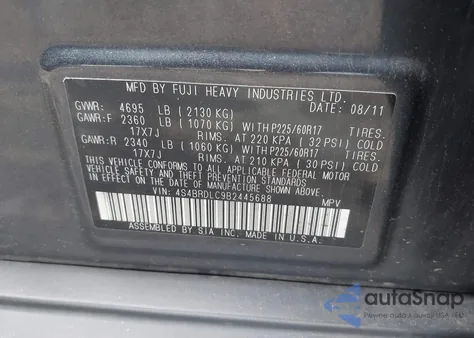 MFD BY FUJI HEAVY INDUSTRIES LTD.
GVWR: 4695 LB (2130 KG) DATE: 08/11
GAWR:F 2360 LB (1070 KG) WITH P225/60R17 TIRES.
17X7J RIMS. AT 220 KPA (32 PSI) COLD
GAWR:R 2340 LB (1060 KG) WITH P225/60R17 TIRES.
17X7J RIMS. AT 210 KPA (30 PSI) COLD
THIS VEHICLE CONFORMS TO ALL APPLICABLE FEDERAL
MOTOR VEHICLE SAFETY, BUMPER, AND THEFT PREVENTION
STANDARDS IN EFFECT ON THE DATE OF
MANUFACTURE SHOWN ABOVE.
VIN: 4S4BRDLC9B2445688 MPV
ASSEMBLED BY SIA INC. MADE IN U.S.A.
autoSnap
Pewne auto z USA